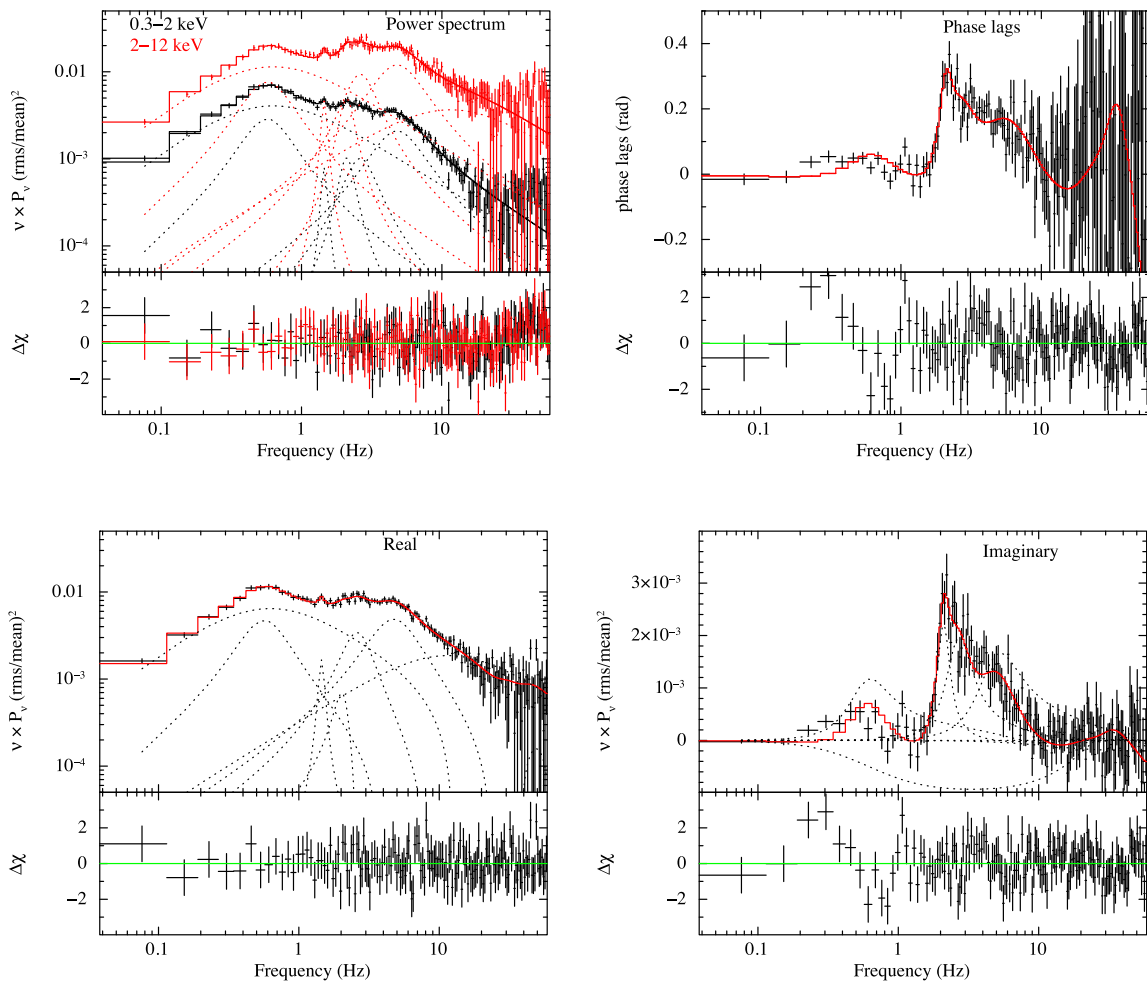 0.3−2 keV
Power spectrum
2−12 keV
ν × Pν (rms/mean)²
0.01
10⁻³
10⁻⁴
Δχ
2
0
−2
0.1
1
10
Frequency (Hz)
Phase lags
phase lags (rad)
0.4
0.2
0
−0.2
Δχ
2
0
−2
0.1
1
10
Frequency (Hz)
Real
ν × Pν (rms/mean)²
0.01
10⁻³
10⁻⁴
Δχ
2
0
−2
0.1
1
10
Frequency (Hz)
Imaginary
ν × Pν (rms/mean)²
3×10⁻³
2×10⁻³
10⁻³
0
Δχ
2
0
−2
0.1
1
10
Frequency (Hz)